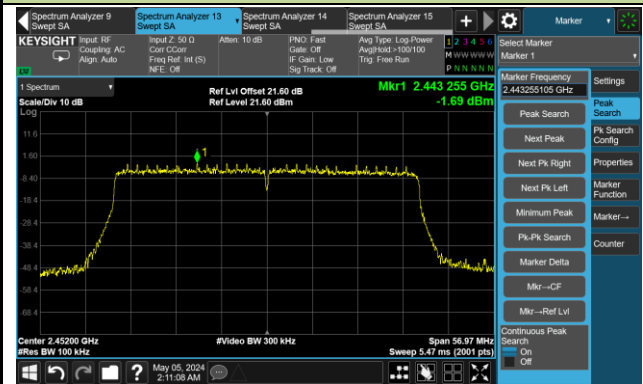 Spectrum Analyzer 9
Swept SA
Spectrum Analyzer 13
Swept SA
Spectrum Analyzer 14
Swept SA
Spectrum Analyzer 15
Swept SA
Marker
KEYSIGHT
Input: RF
Coupling: AC
Align: Auto
Input Z: 50 Ω
Corr CCorr
Freq Ref: Int (S)
NFE: Off
Atten: 10 dB
PNO: Fast
Gate: Off
IF Gain: Low
Sig Track: Off
Avg Type: Log-Power
Avg|Hold >100/100
Trig: Free Run
1 2 3 4 5 6
M W W W W W
P N N N N N
Select Marker
Marker 1
1 Spectrum
Scale/Div 10 dB
Ref Lvl Offset 21.60 dB
Ref Level 21.60 dBm
Mkr1 2.443 255 GHz
-1.69 dBm
Log
11.6
1.60
-8.40
-18.4
-28.4
-38.4
-48.4
-58.4
-68.4
1
Center 2.45200 GHz
#Res BW 100 kHz
#Video BW 300 kHz
Span 56.97 MHz
Sweep 5.47 ms (2001 pts)
Marker Frequency
2.443255105 GHz
Peak Search
Next Peak
Next Pk Right
Next Pk Left
Minimum Peak
Pk-Pk Search
Marker Delta
Mkr→CF
Mkr→Ref Lvl
Continuous Peak
Search
On
Off
Settings
Peak
Search
Pk Search
Config
Properties
Marker
Function
Marker→
Counter
May 05, 2024
2:11:08 AM